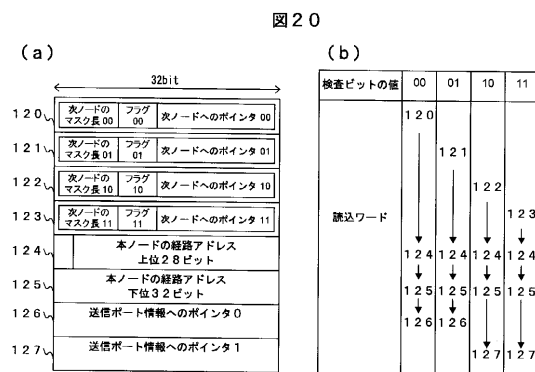 図20
(a)
32bit
120
次ノードの
マスク長00
フラグ
00
次ノードへのポインタ00
121
次ノードの
マスク長01
フラグ
01
次ノードへのポインタ01
122
次ノードの
マスク長10
フラグ
10
次ノードへのポインタ10
123
次ノードの
マスク長11
フラグ
11
次ノードへのポインタ11
124
本ノードの経路アドレス
上位28ビット
125
本ノードの経路アドレス
下位32ビット
126
送信ポート情報へのポインタ0
127
送信ポート情報へのポインタ1
(b)
検査ビットの値 00 01 10 11
読込ワード
120
121
122
123
124 124 124 124
125 125 125 125
126 126
127 127